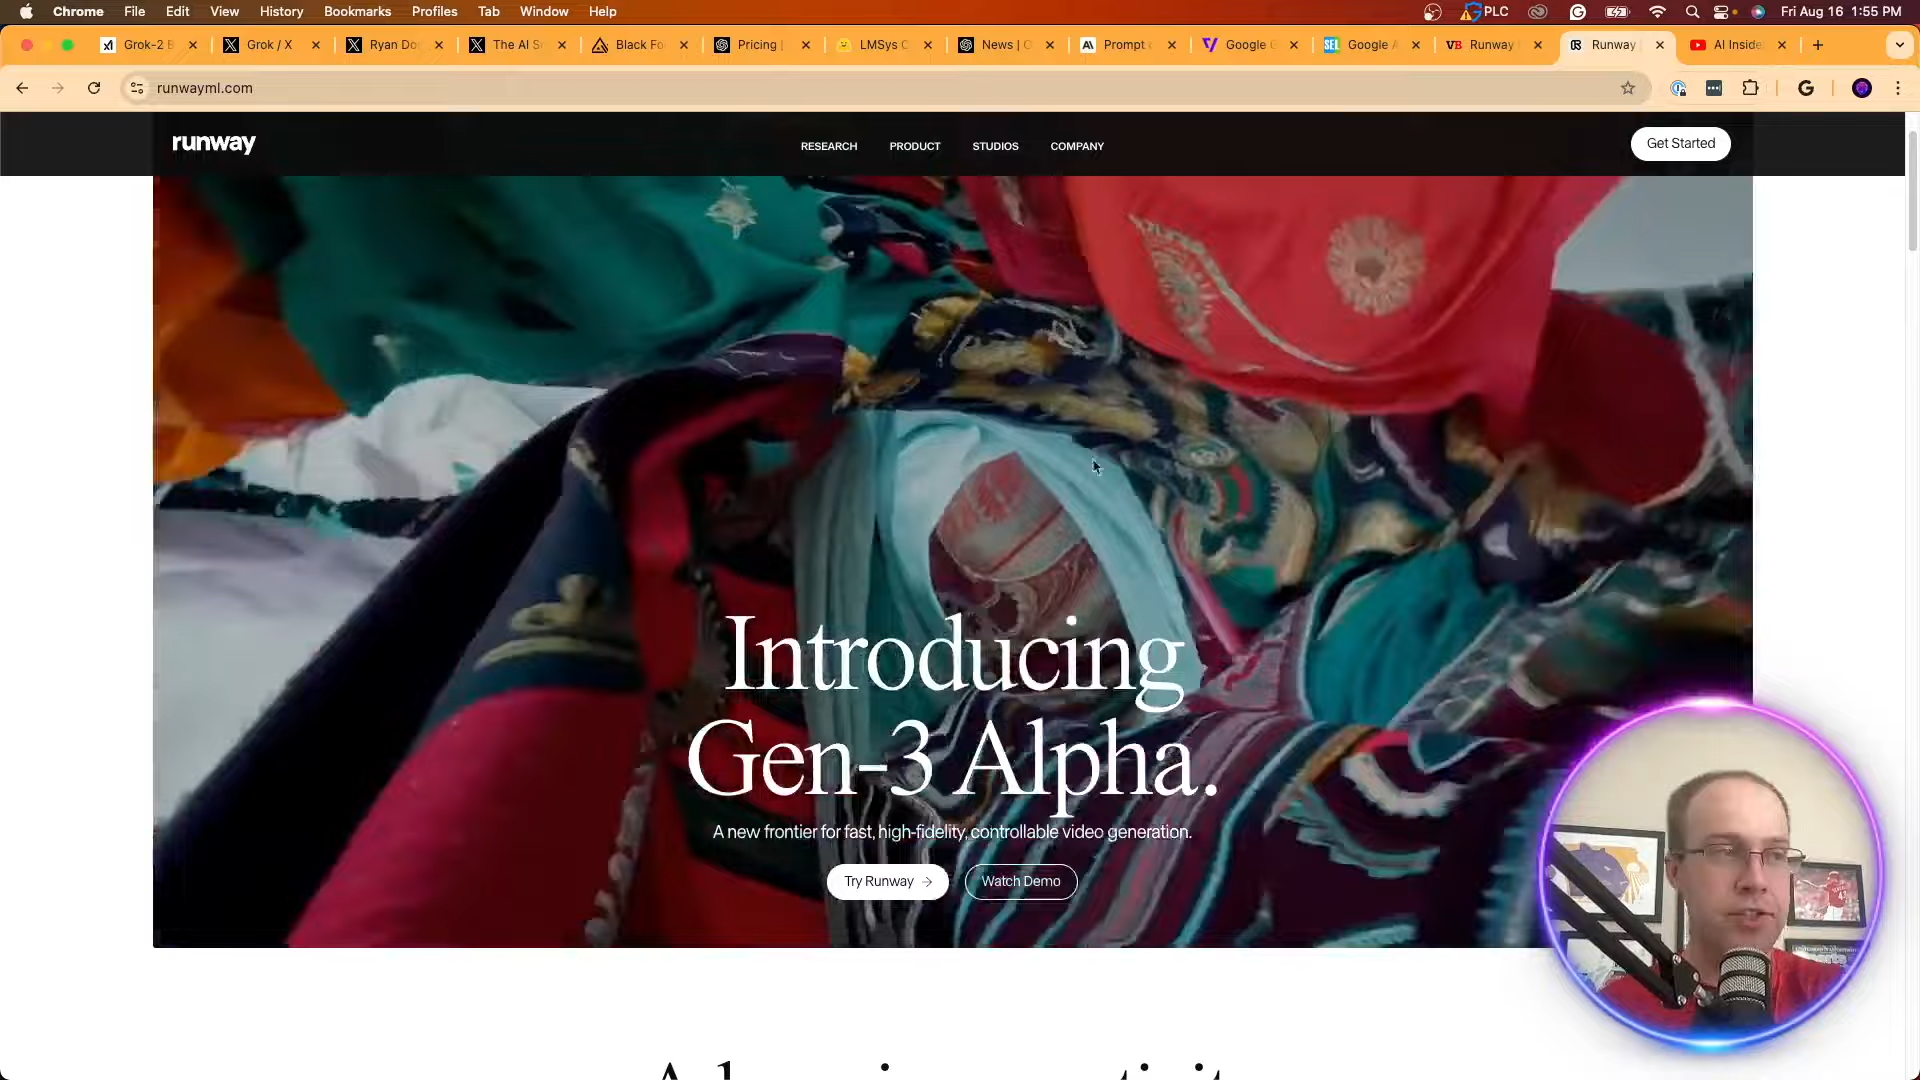 Chrome File Edit View History Bookmarks Profiles Tab Window Help PLC Fri Aug 16 1:55 PM
Grok-2 B Grok / X Ryan Do The AI S Black Fo Pricing LMSys C News | O Prompt Google G SEL Google A VB Runway Runway AI Inside
runwayml.com
runway RESEARCH PRODUCT STUDIOS COMPANY Get Started
Introducing
Gen-3 Alpha.
A new frontier for fast, high-fidelity, controllable video generation.
Try Runway → Watch Demo